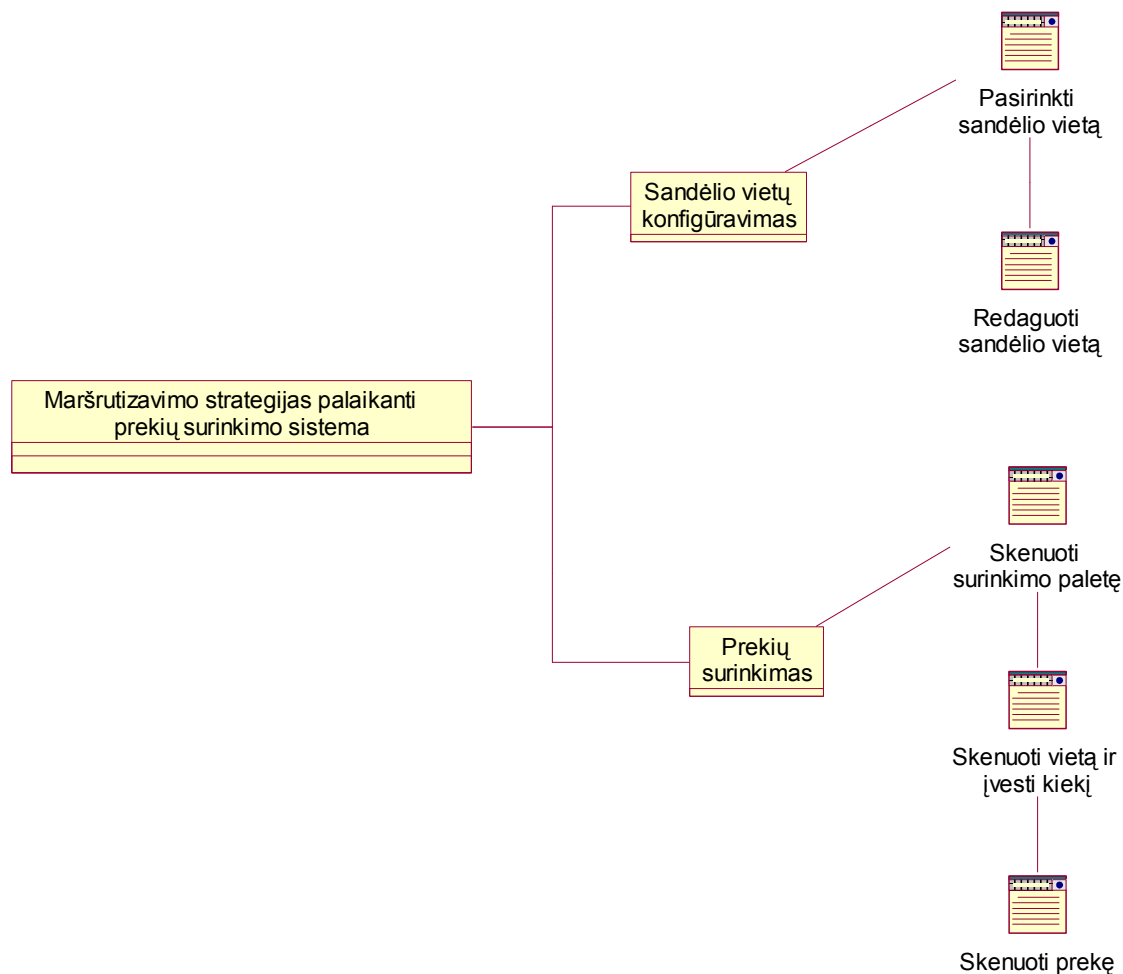 Pasirinkti
sandėlio vietą
Sandėlio vietų
konfigūravimas
Redaguoti
sandėlio vietą
Maršrutizavimo strategijas palaikanti
prekių surinkimo sistema
Skenuoti
surinkimo paletę
Prekių
surinkimas
Skenuoti vietą ir
įvesti kiekį
Skenuoti prekę